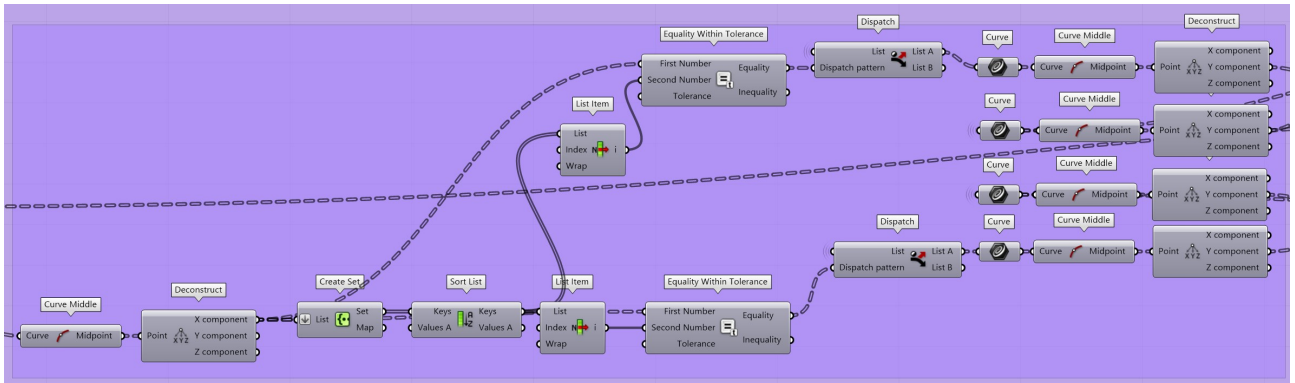 Dispatch
Deconstruct
Equality Within Tolerance
Curve
Curve Middle
List List A
Dispatch pattern List B
X component
Point XYZ Y component
Z component
First Number
Second Number Equality
Tolerance Inequality
Curve Midpoint
List Item
List
Index N i
Wrap
Curve
Curve Middle
Curve Midpoint
X component
Point XYZ Y component
Z component
Curve
Curve Middle
Curve Midpoint
X component
Point XYZ Y component
Z component
Dispatch
Curve
Curve Middle
List List A
Dispatch pattern List B
Curve Midpoint
X component
Point XYZ Y component
Z component
Curve Middle
Curve Midpoint
Deconstruct
X component
Point XYZ Y component
Z component
Create Set
List Set
Map
Sort List
Keys A Keys
Values A Z Values A
List Item
List
Index N i
Wrap
Equality Within Tolerance
First Number
Second Number Equality
Tolerance Inequality